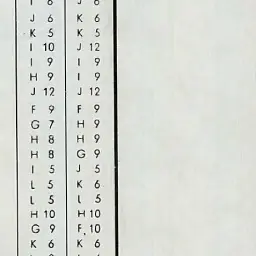 I 6 J 6
J 6 K 6
K 5 K 5
I 10 J 12
I 9 I 9
H 9 I 9
J 12 J 12
F 9 F 9
G 7 H 9
H 8 H 9
H 8 G 9
I 5 J 5
L 5 K 6
L 5 L 5
H 10 H 10
G 9 F, 10
K 6 K 6